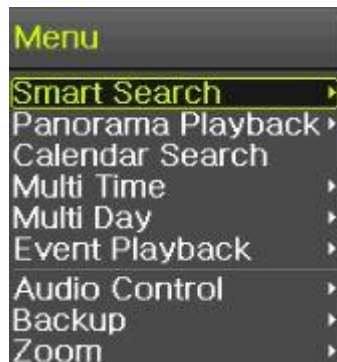 Menu
Smart Search
Panorama Playback
Calendar Search
Multi Time
Multi Day
Event Playback
Audio Control
Backup
Zoom